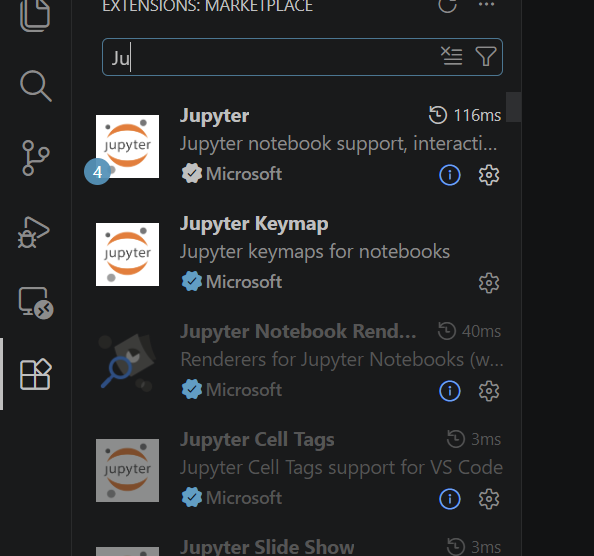 EXTENSIONS: MARKETPLACE
Ju
Jupyter
116ms
Jupyter notebook support, interacti...
Microsoft
jupyter
4
Jupyter Keymap
Jupyter keymaps for notebooks
Microsoft
jupyter
Jupyter Notebook Rend...
40ms
Renderers for Jupyter Notebooks (w...
Microsoft
Jupyter Cell Tags
3ms
Jupyter Cell Tags support for VS Code
Microsoft
jupyter
Jupyter Slide Show
3ms